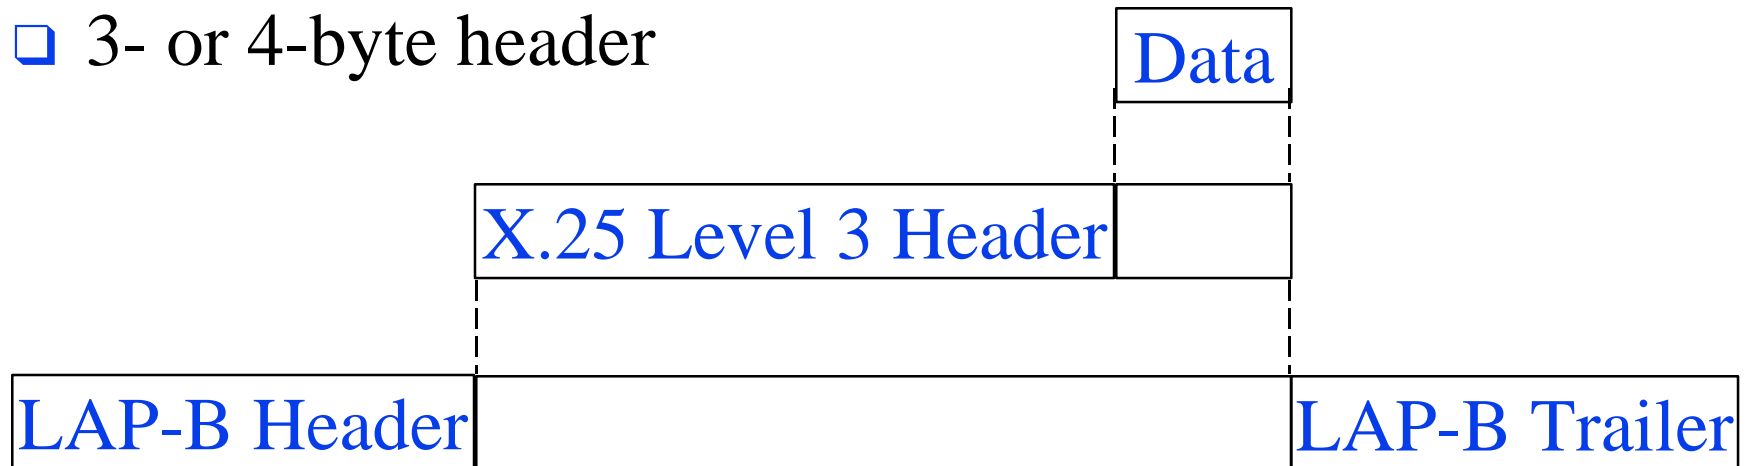 ❑ 3- or 4-byte header
Data
X.25 Level 3 Header
LAP-B Header
LAP-B Trailer